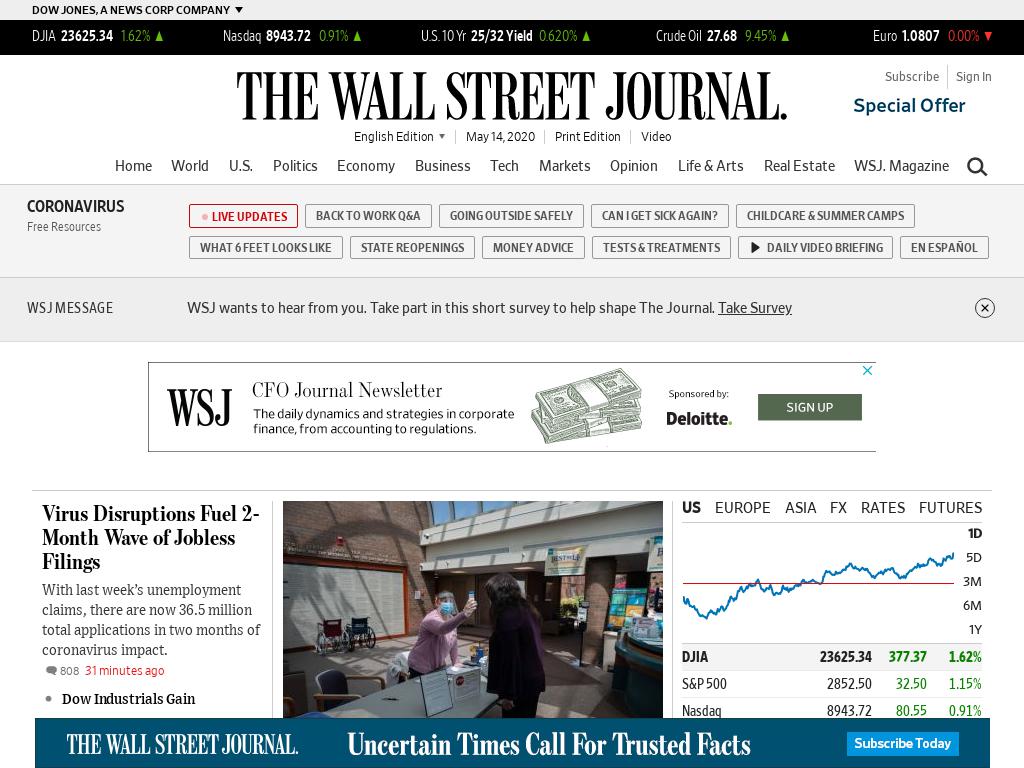 DOW JONES, A NEWS CORP COMPANY
DJIA 23625.34 1.62% Nasdaq 8943.72 0.91% U.S. 10 Yr 25/32 Yield 0.620% Crude Oil 27.68 9.45% Euro 1.0807 0.00%
Subscribe Sign In
THE WALL STREET JOURNAL.
Special Offer
English Edition May 14, 2020 Print Edition Video
Home World U.S. Politics Economy Business Tech Markets Opinion Life & Arts Real Estate WSJ. Magazine
CORONAVIRUS
Free Resources
LIVE UPDATES BACK TO WORK Q&A GOING OUTSIDE SAFELY CAN I GET SICK AGAIN? CHILDCARE & SUMMER CAMPS
WHAT 6 FEET LOOKS LIKE STATE REOPENINGS MONEY ADVICE TESTS & TREATMENTS DAILY VIDEO BRIEFING EN ESPAÑOL
WSJ MESSAGE WSJ wants to hear from you. Take part in this short survey to help shape The Journal. Take Survey
WSJ
CFO Journal Newsletter
The daily dynamics and strategies in corporate
finance, from accounting to regulations.
Sponsored by:
Deloitte.
SIGN UP
Virus Disruptions Fuel 2-
Month Wave of Jobless
Filings
With last week's unemployment
claims, there are now 36.5 million
total applications in two months of
coronavirus impact.
808 31 minutes ago
Dow Industrials Gain
US EUROPE ASIA FX RATES FUTURES
1D
5D
3M
6M
1Y
DJIA 23625.34 377.37 1.62%
S&P 500 2852.50 32.50 1.15%
Nasdaq 8943.72 80.55 0.91%
THE WALL STREET JOURNAL. Uncertain Times Call For Trusted Facts Subscribe Today